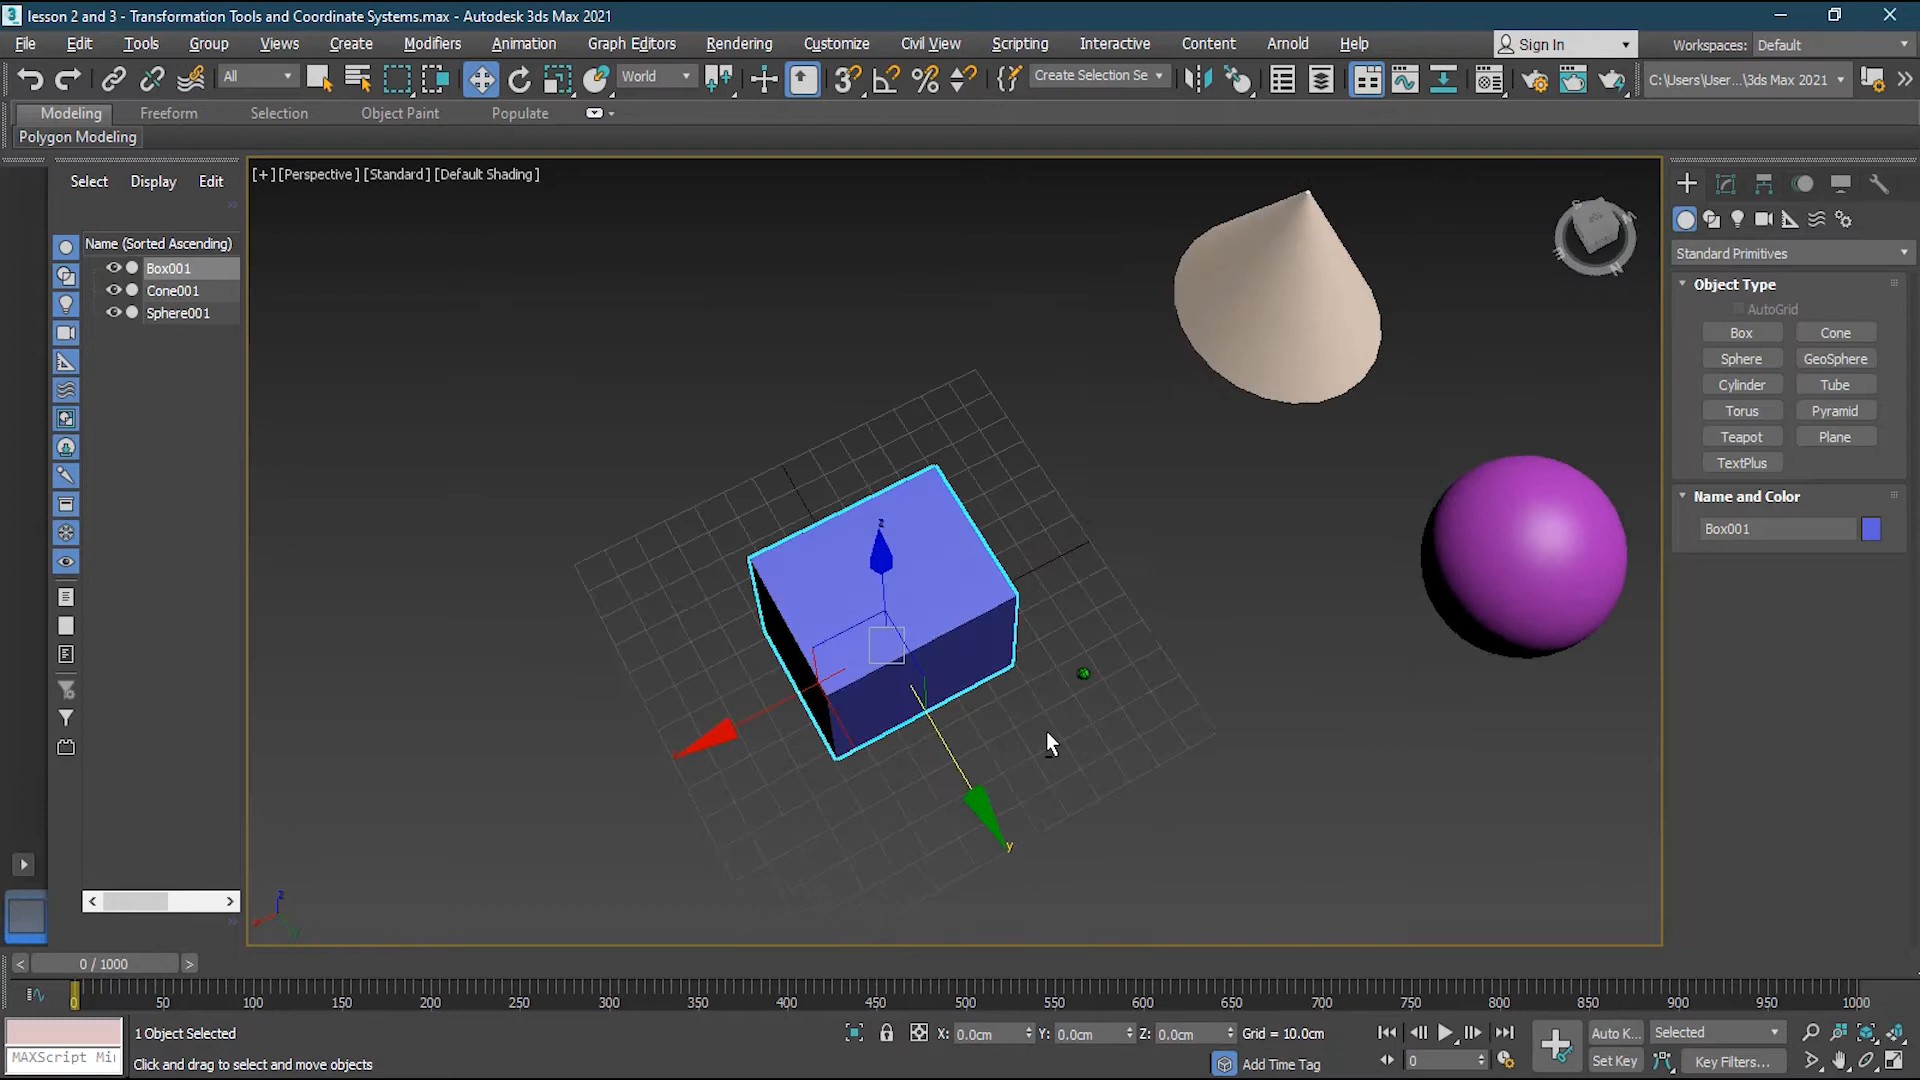 lesson 2 and 3 - Transformation Tools and Coordinate Systems.max - Autodesk 3ds Max 2021
File Edit Tools Group Views Create Modifiers Animation Graph Editors Rendering Customize Civil View Scripting Interactive Content Arnold Help Sign In Workspaces: Default
All World Create Selection Se C:\Users\User...\3ds Max 2021
Modeling Freeform Selection Object Paint Populate
Polygon Modeling
Select Display Edit
[+] [Perspective] [Standard] [Default Shading]
Name (Sorted Ascending)
Box001
Cone001
Sphere001
Standard Primitives
Object Type
AutoGrid
Box Cone
Sphere GeoSphere
Cylinder Tube
Torus Pyramid
Teapot Plane
TextPlus
Name and Color
Box001
z
y
z
0 / 1000
0 50 100 150 200 250 300 350 400 450 500 550 600 650 700 750 800 850 900 950 1000
1 Object Selected X: 0.0cm Y: 0.0cm Z: 0.0cm Grid = 10.0cm Auto K... Selected
MAXScript Mi Click and drag to select and move objects Add Time Tag 0 Set Key Key Filters...